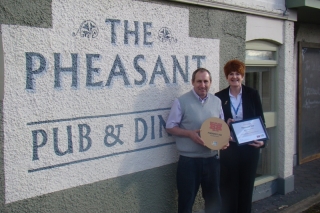 THE
PHEASANT
PUB & DIN